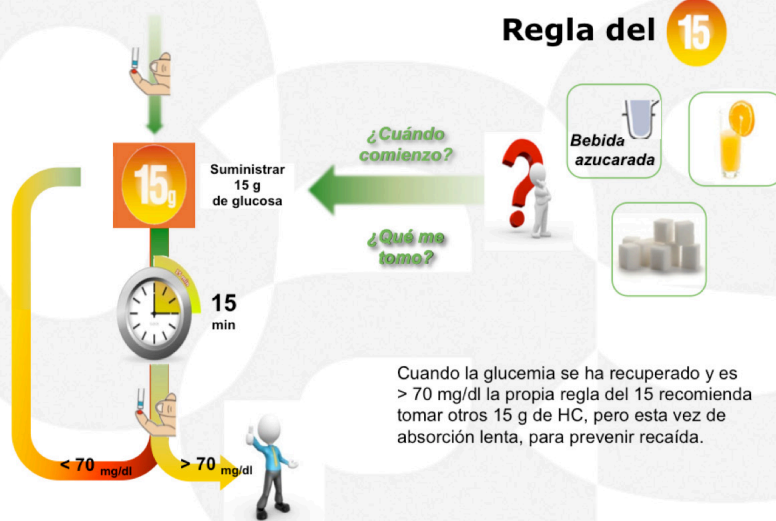 Regla del 15
¿Cuándo
comienzo?
Bebida
azucarada
15g
Suministrar
15 g
de glucosa
¿Qué me
tomo?
15
min
Cuando la glucemia se ha recuperado y es
> 70 mg/dl la propia regla del 15 recomienda
tomar otros 15 g de HC, pero esta vez de
absorción lenta, para prevenir recaída.
< 70 mg/dl
> 70 mg/dl